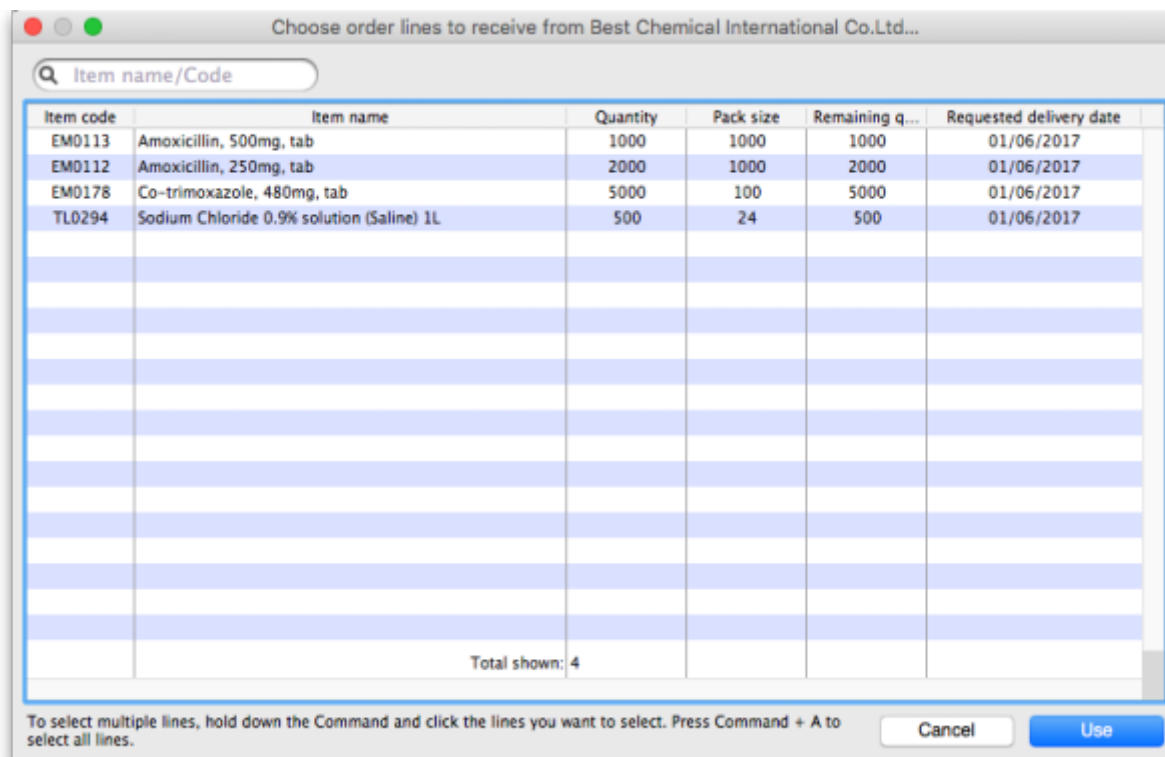 Choose order lines to receive from Best Chemical International Co.Ltd...
Item name/Code
Item code Item name Quantity Pack size Remaining q... Requested delivery date
EM0113 Amoxicillin, 500mg, tab 1000 1000 1000 01/06/2017
EM0112 Amoxicillin, 250mg, tab 2000 1000 2000 01/06/2017
EM0178 Co-trimoxazole, 480mg, tab 5000 100 5000 01/06/2017
TL0294 Sodium Chloride 0.9% solution (Saline) 1L 500 24 500 01/06/2017
Total shown: 4
To select multiple lines, hold down the Command and click the lines you want to select. Press Command + A to
select all lines.
Cancel Use